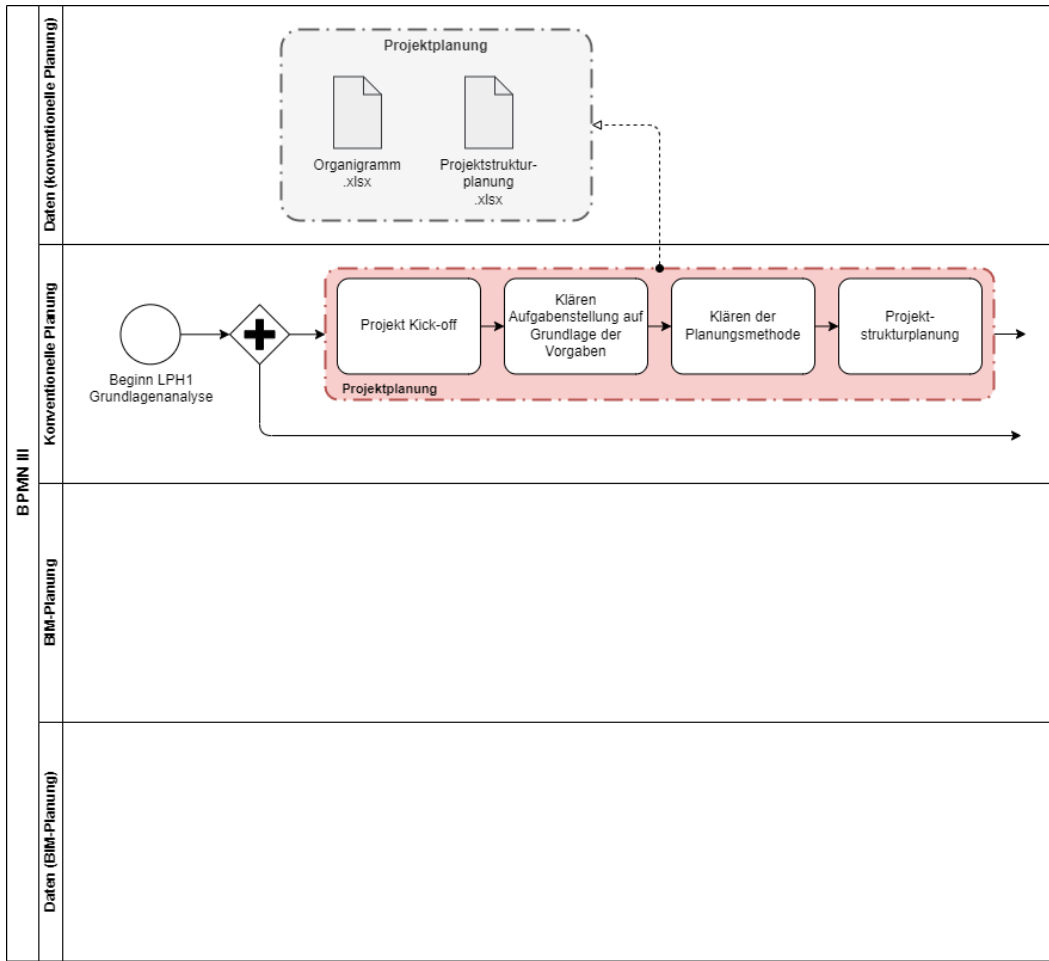 BPMN III
Daten (konventionelle Planung)
Projektplanung
Organigramm
.xlsx
Projektstruktur-
planung
.xlsx
Konventionelle Planung
Beginn LPH1
Grundlagenanalyse
Projekt Kick-off
Klären
Aufgabenstellung auf
Grundlage der
Vorgaben
Klären der
Planungsmethode
Projekt-
strukturplanung
Projektplanung
BIM-Planung
Daten (BIM-Planung)